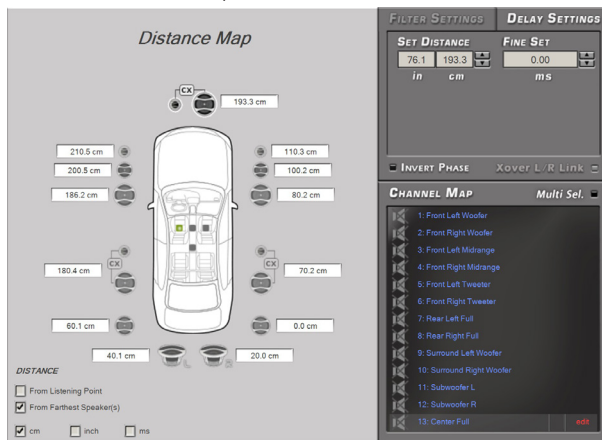 Distance Map
CX
193.3 cm
210.5 cm
110.3 cm
200.5 cm
100.2 cm
186.2 cm
80.2 cm
CX
CX
180.4 cm
70.2 cm
60.1 cm
0.0 cm
40.1 cm
L
20.0 cm
DISTANCE
From Listening Point
From Farthest Speaker(s)
cm inch ms
FILTER SETTINGS DELAY SETTINGS
SET DISTANCE FINE SET
76.1 193.3 0.00
in cm ms
INVERT PHASE Xover L/R Link
CHANNEL MAP Multi Sel.
1: Front Left Woofer
2: Front Right Woofer
3: Front Left Midrange
4: Front Right Midrange
5: Front Left Tweeter
6: Front Right Tweeter
7: Rear Left Full
8: Rear Right Full
9: Surround Left Woofer
10: Surround Right Woofer
11: Subwoofer L
12: Subwoofer R
13: Center Full edit